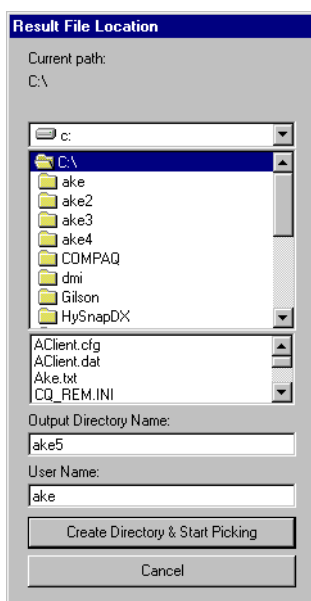 Result File Location
Current path:
C:\
c:
C:\
ake
ake2
ake3
ake4
COMPAQ
dmi
Gilson
HySnapDX
AClient.cfg
AClient.dat
Ake.txt
CQ_REM.INI
Output Directory Name:
ake5
User Name:
ake
Create Directory & Start Picking
Cancel